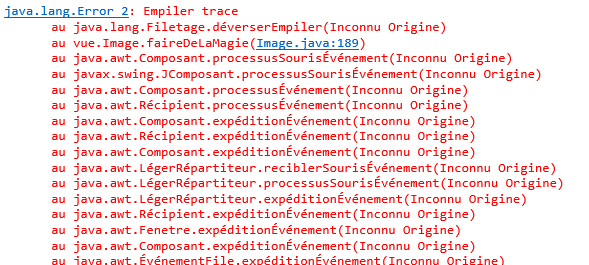 java.lang.Error 2: Empiler trace
au java.lang.Filetage.déverserEmpiler(Inconnu Origine)
au vue.Image.faireDeLaMagie(Image.java:189)
au java.awt.Composant.processusSourisÉvénement(Inconnu Origine)
au javax.swing.JComposant.processusSourisÉvénement(Inconnu Origine)
au java.awt.Composant.processusÉvénement(Inconnu Origine)
au java.awt.Récipient.processusÉvénement(Inconnu Origine)
au java.awt.Composant.expéditionÉvénement(Inconnu Origine)
au java.awt.Récipient.expéditionÉvénement(Inconnu Origine)
au java.awt.Composant.expéditionÉvénement(Inconnu Origine)
au java.awt.LégerRépartiteur.reciblerSourisÉvénement(Inconnu Origine)
au java.awt.LégerRépartiteur.processusSourisÉvénement(Inconnu Origine)
au java.awt.LégerRépartiteur.expéditionÉvénement(Inconnu Origine)
au java.awt.Récipient.expéditionÉvénement(Inconnu Origine)
au java.awt.Fenetre.expéditionÉvénement(Inconnu Origine)
au java.awt.Composant.expéditionÉvénement(Inconnu Origine)
au java.awt.ÉvénementFile.expéditionÉvénement(Inconnu Origine)